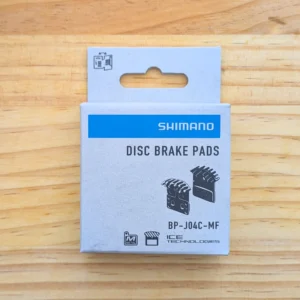 SHIMANO
DISC BRAKE PADS
BP-J04C-MF
ICE
TECHNOLOGIES